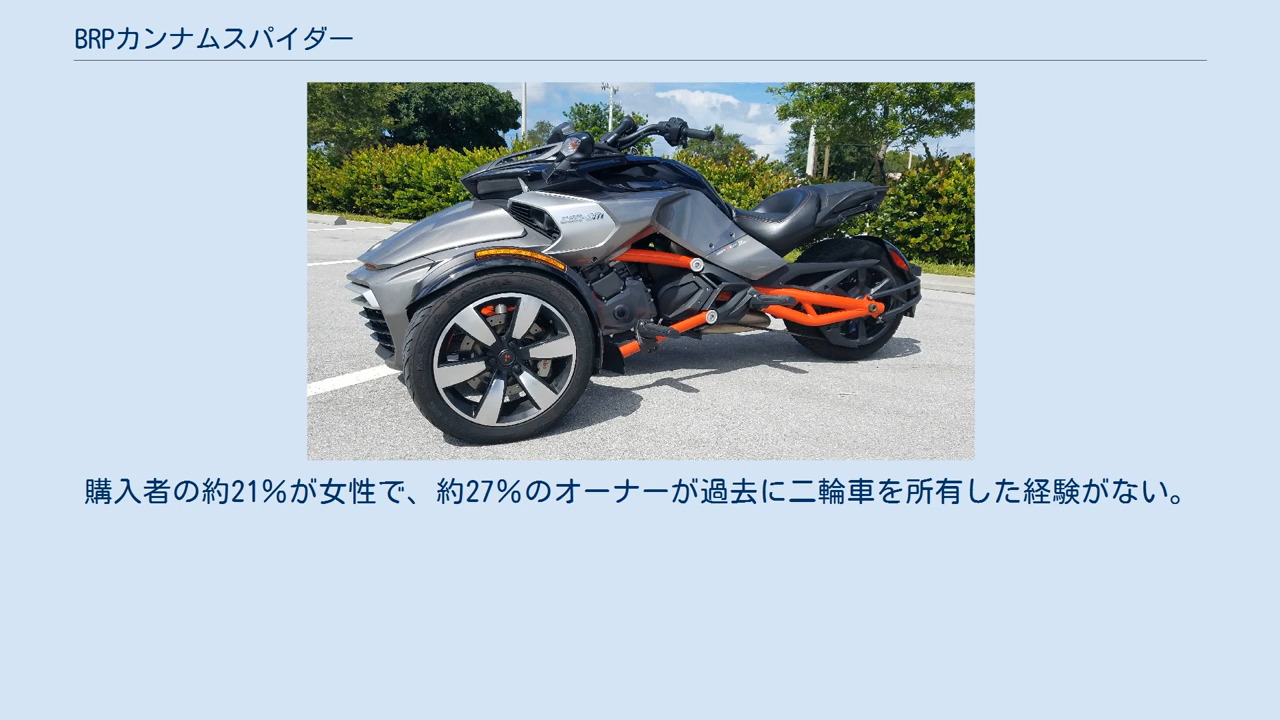 BRPカンナムスパイダー
can-am
購入者の約21%が女性で、約27%のオーナーが過去に二輪車を所有した経験がない。